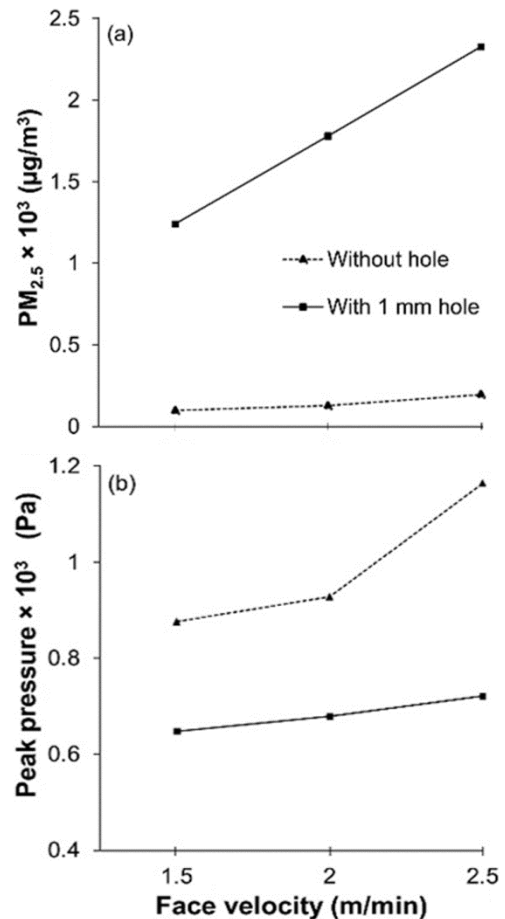 (a)
2.5
2
1.5
1
0.5
0
PM2.5 × 10³ (µg/m³)
Without hole
With 1 mm hole
(b)
1.2
1
0.8
0.6
0.4
Peak pressure × 10³ (Pa)
1.5 2 2.5
Face velocity (m/min)